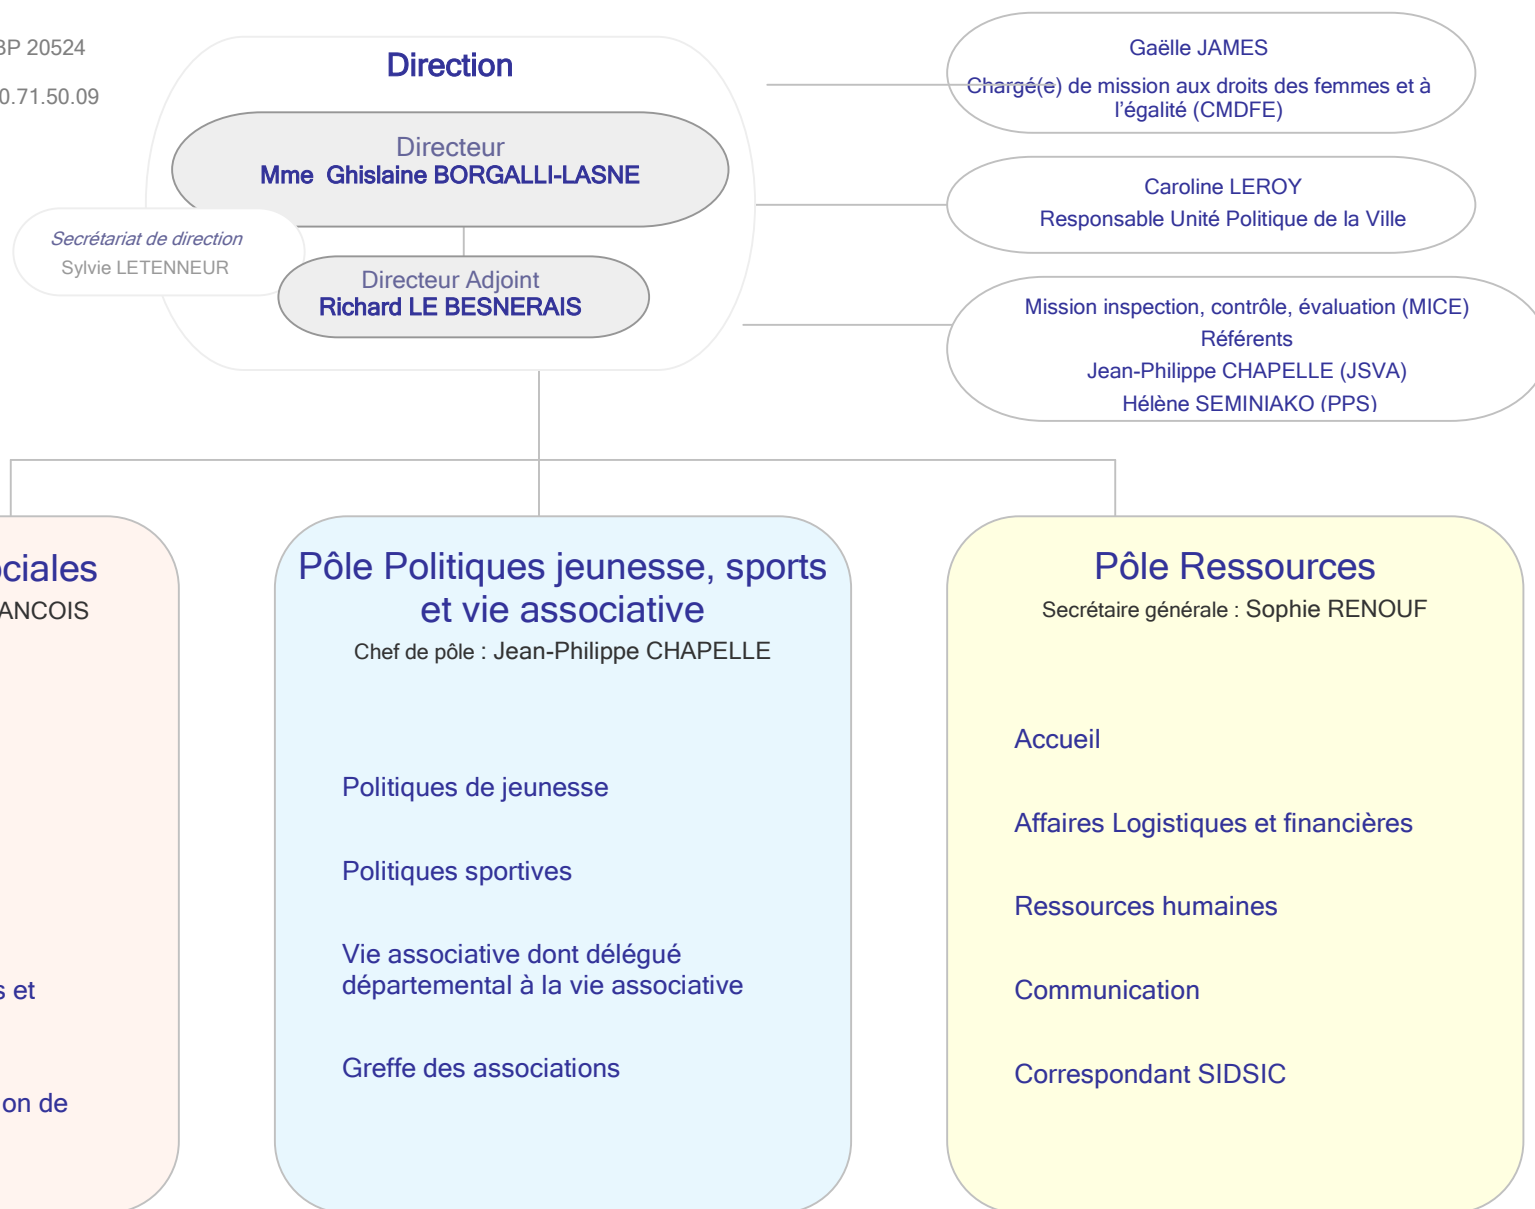 BP 20524
0.71.50.09
Direction
Directeur
Mme Ghislaine BORGALLI-LASNE
Secrétariat de direction
Sylvie LETENNEUR
Directeur Adjoint
Richard LE BESNERAIS
Gaëlle JAMES
Chargé(e) de mission aux droits des femmes et à
l'égalité (CMDFE)
Caroline LEROY
Responsable Unité Politique de la Ville
Mission inspection, contrôle, évaluation (MICE)
Référents
Jean-Philippe CHAPELLE (JSVA)
Hélène SEMINIAKO (PPS)
ociales
ANCOIS
s et
on de
Pôle Politiques jeunesse, sports
et vie associative
Chef de pôle : Jean-Philippe CHAPELLE
Politiques de jeunesse
Politiques sportives
Vie associative dont délégué
départemental à la vie associative
Greffe des associations
Pôle Ressources
Secrétaire générale : Sophie RENOUF
Accueil
Affaires Logistiques et financières
Ressources humaines
Communication
Correspondant SIDSIC